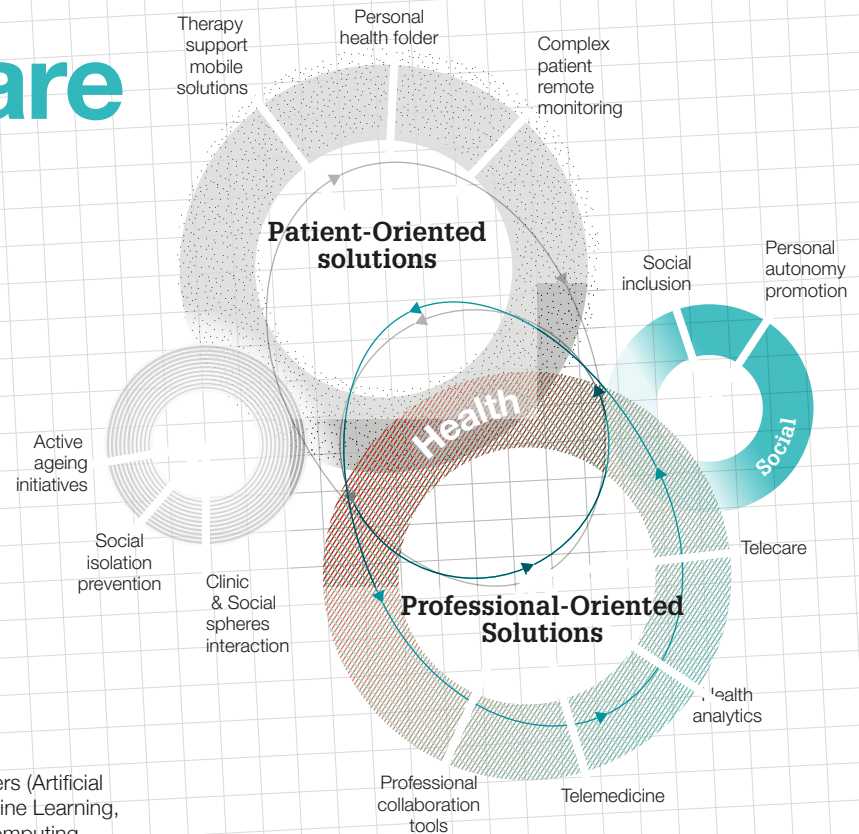 are
Therapy
support
mobile
solutions
Personal
health folder
Complex
patient
remote
monitoring
Patient-Oriented
solutions
Social
inclusion
Personal
autonomy
promotion
Health
Social
Active
ageing
initiatives
Social
isolation
prevention
Clinic
& Social
spheres
interaction
Telecare
Professional-Oriented
Solutions
Health
analytics
Professional
collaboration
tools
Telemedicine
ers (Artificial
ine Learning,
omputing